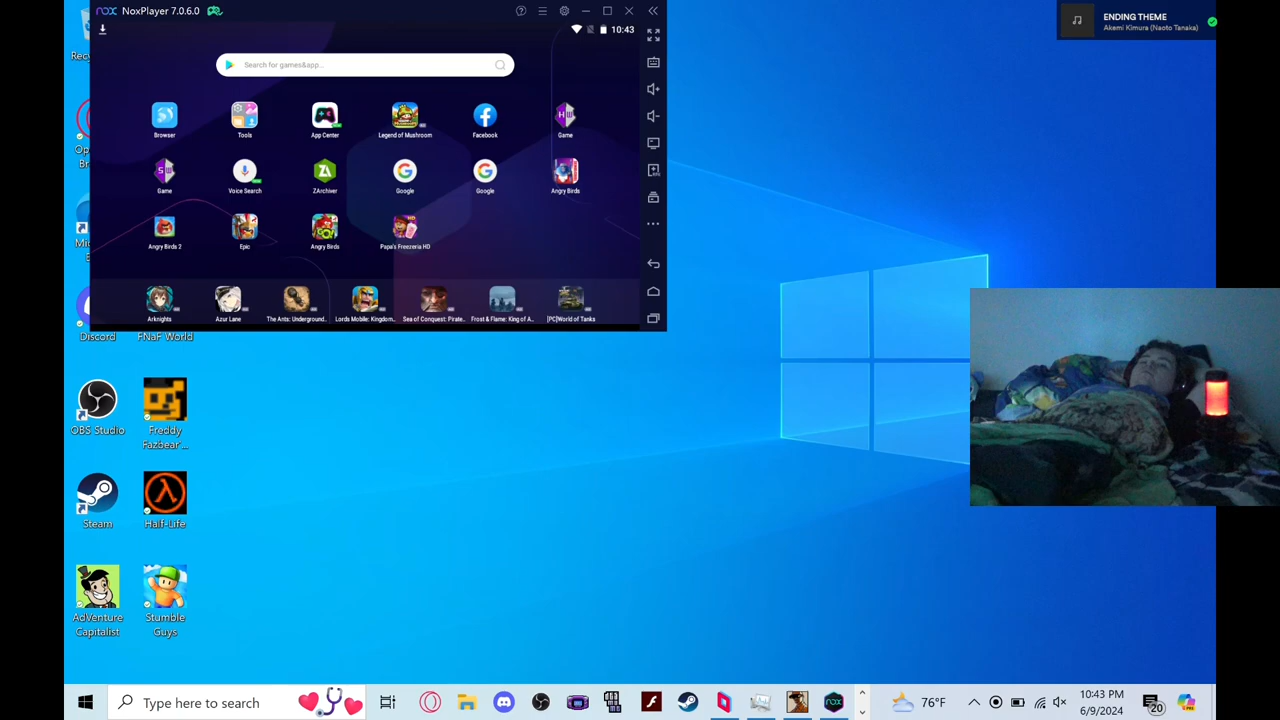 nox NoxPlayer 7.0.6.0
10:43
Search for games&app...
Browser
Tools
App Center
Legend of Mushroom
Facebook
Game
Game
Voice Search
ZArchiver
Google
Google
Angry Birds
Angry Birds 2
Epic
Angry Birds
Papa's Freezeria HD
Arknights
Azur Lane
The Ants: Underground..
Lords Mobile: Kingdom..
Sea of Conquest: Pirate..
Frost & Flame: King of A..
[PC]World of Tanks
ENDING THEME
Akemi Kimura (Naoto Tanaka)
Discord
FNaF World
OBS Studio
Freddy
Fazbear ...
Steam
Half-Life
AdVenture
Capitalist
Stumble
Guys
Type here to search
nox
76°F
10:43 PM
6/9/2024
20